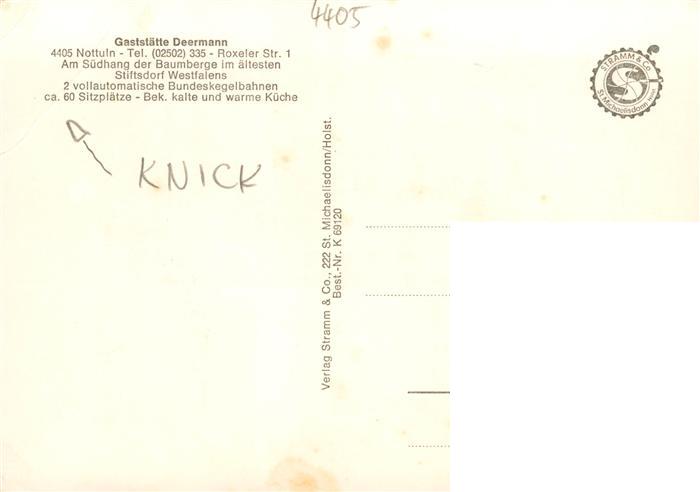 4405
Gaststätte Deermann
4405 Nottuln - Tel. (02502) 335 - Roxeler Str. 1
Am Südhang der Baumberge im ältesten
Stiftsdorf Westfalens
2 vollautomatische Bundeskegelbahnen
ca. 60 Sitzplätze - Bek. kalte und warme Küche
KNICK
Verlag Stramm & Co., 222 St. Michaelisdonn/Holst.
Best.-Nr. K 69120
STRAMM & Co
St. Michaelisdonn